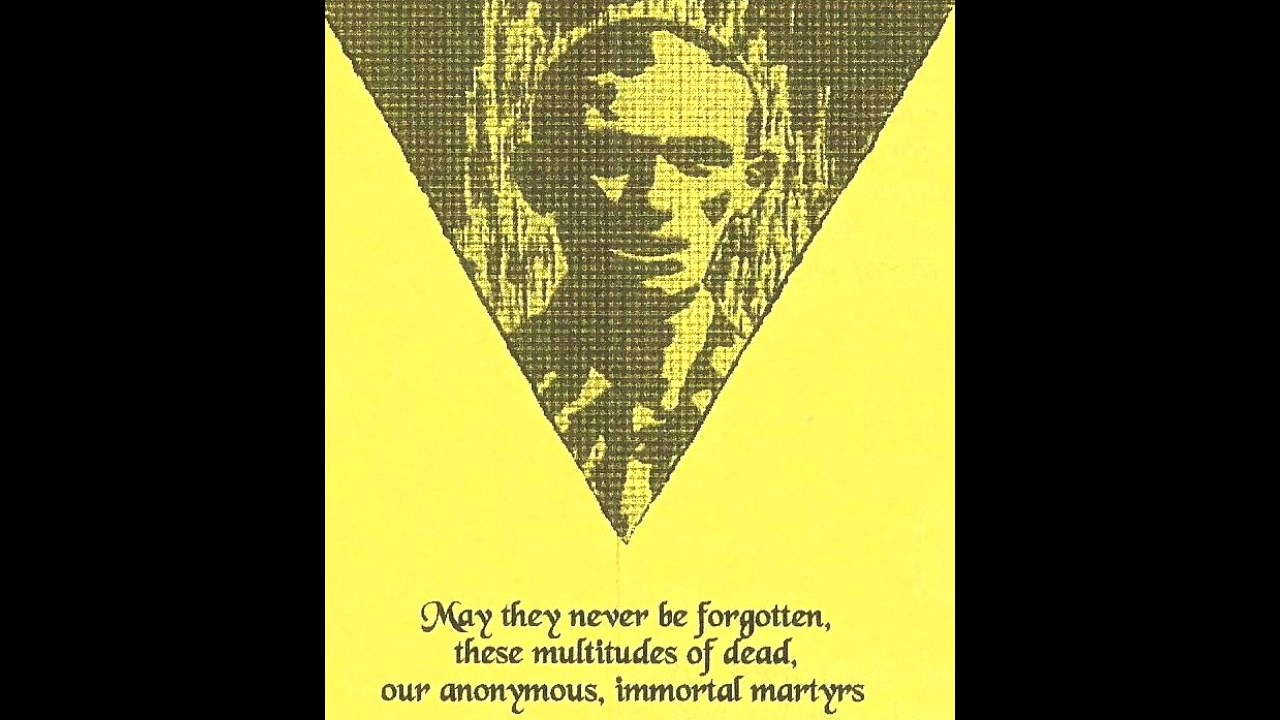 May they never be forgotten,
these multitudes of dead,
our anonymous, immortal martyrs